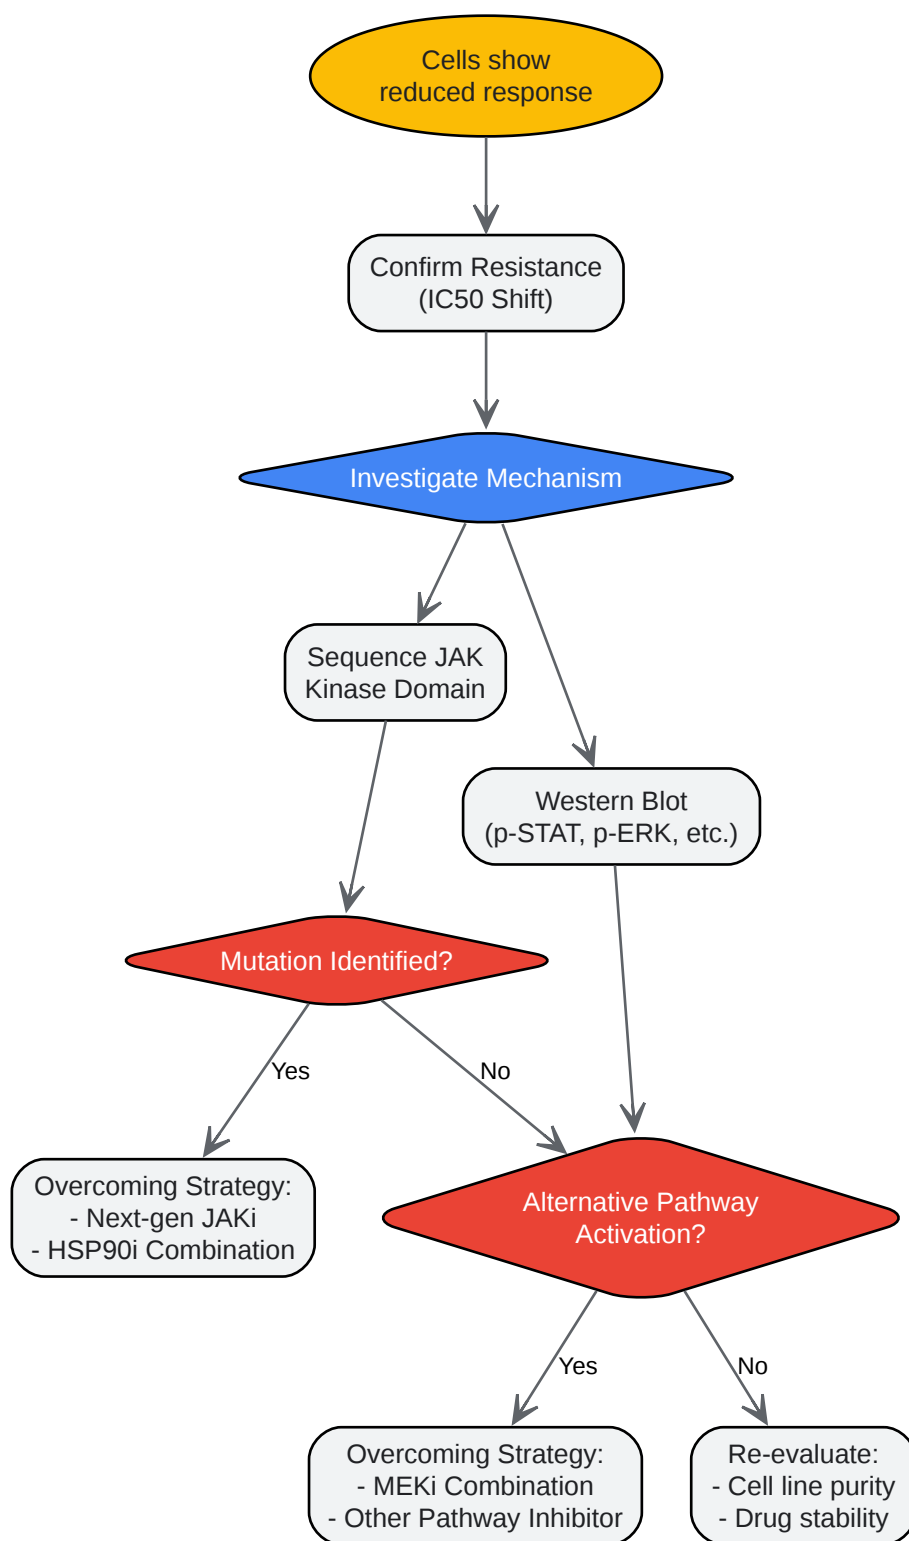 Cells show
reduced response
Confirm Resistance
(IC50 Shift)
Investigate Mechanism
Sequence JAK
Kinase Domain
Western Blot
(p-STAT, p-ERK, etc.)
Mutation Identified?
Yes
No
Overcoming Strategy:
- Next-gen JAKi
- HSP90i Combination
Alternative Pathway
Activation?
Yes
No
Overcoming Strategy:
- MEKi Combination
- Other Pathway Inhibitor
Re-evaluate:
- Cell line purity
- Drug stability